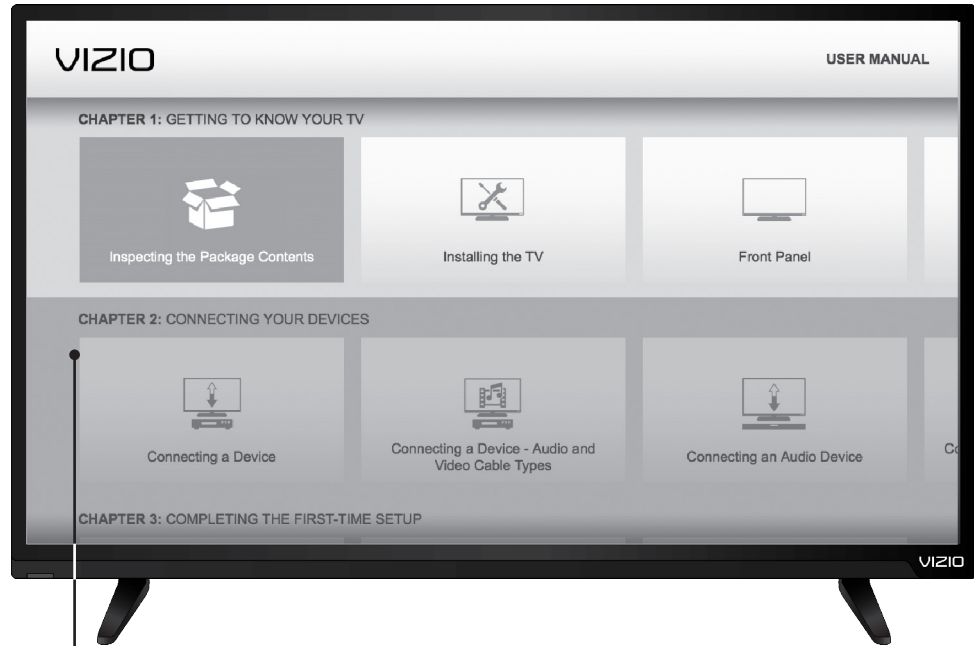 VIZIO
USER MANUAL
CHAPTER 1: GETTING TO KNOW YOUR TV
Inspecting the Package Contents
Installing the TV
Front Panel
CHAPTER 2: CONNECTING YOUR DEVICES
Connecting a Device
Connecting a Device - Audio and
Video Cable Types
Connecting an Audio Device
CHAPTER 3: COMPLETING THE FIRST-TIME SETUP
VIZIO